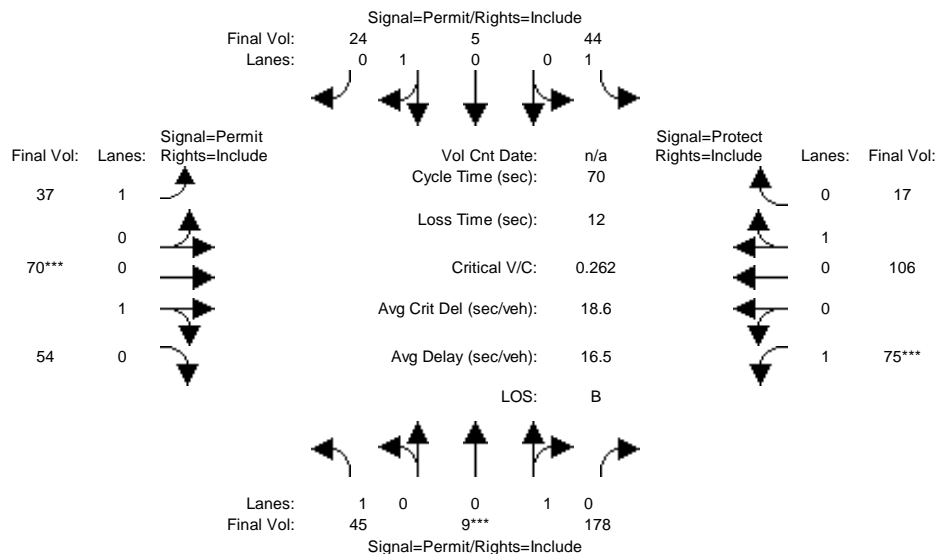 Signal=Permit/Rights=Include
Final Vol: 24 5 44
Lanes: 0 1 0 0 1
Signal=Permit
Final Vol: Lanes: Rights=Include
Vol Cnt Date: n/a
Signal=Protect
Rights=Include Lanes: Final Vol:
Cycle Time (sec): 70
37 1
0 17
Loss Time (sec): 12
0
1
70*** 0
Critical V/C: 0.262
0 106
1
Avg Crit Del (sec/veh): 18.6
0
54 0
Avg Delay (sec/veh): 16.5
1 75***
LOS: B
Lanes: 1 0 0 1 0
Final Vol: 45 9*** 178
Signal=Permit/Rights=Include